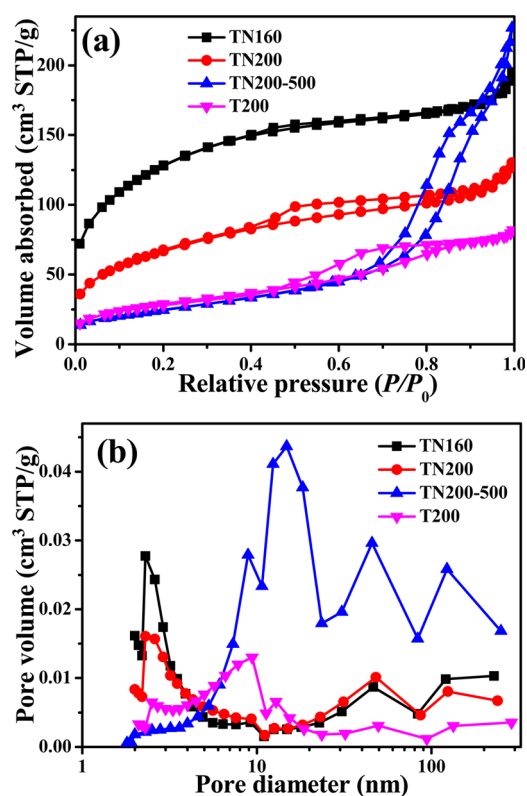 (a)
TN160
TN200
TN200-500
T200
Volume absorbed (cm³ STP/g)
200
150
100
50
0
0.0 0.2 0.4 0.6 0.8 1.0
Relative pressure (P/P₀)
(b)
TN160
TN200
TN200-500
T200
Pore volume (cm³ STP/g)
0.04
0.03
0.02
0.01
0.00
1 10 100
Pore diameter (nm)